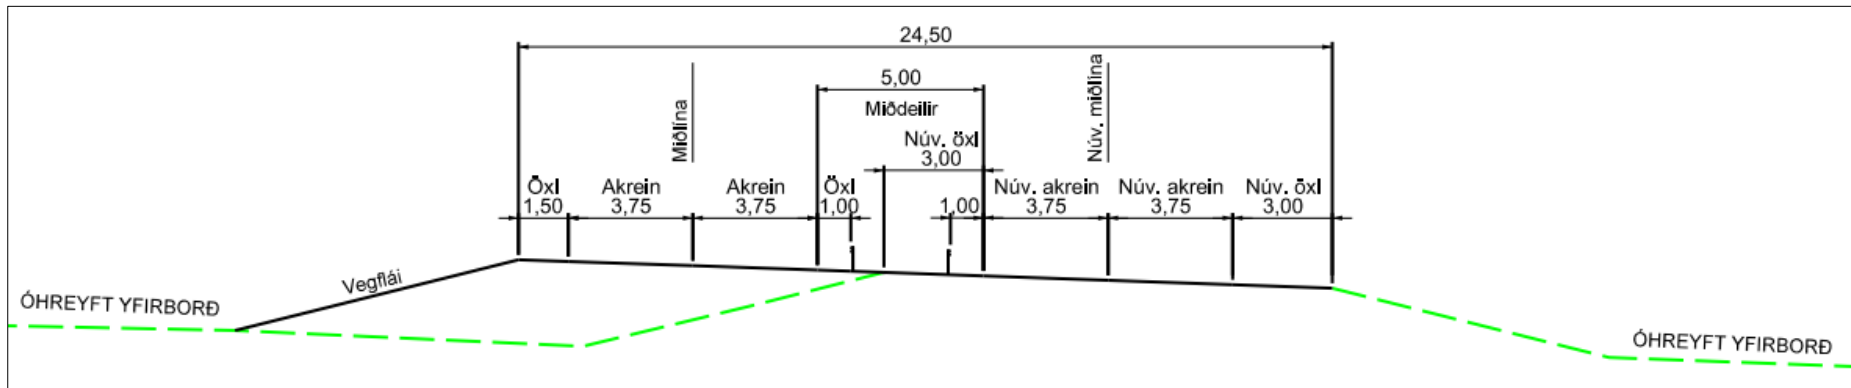 24,50
5,00
Miðdeilir
Miðlína
Núv. miðlína
Núv. öxl
3,00
Öxl
1,50
Akrein
3,75
Akrein
3,75
Öxl
1,00
1,00
Núv. akrein
3,75
Núv. akrein
3,75
Núv. öxl
3,00
Vegflái
ÓHREYFT YFIRBORÐ
ÓHREYFT YFIRBORÐ